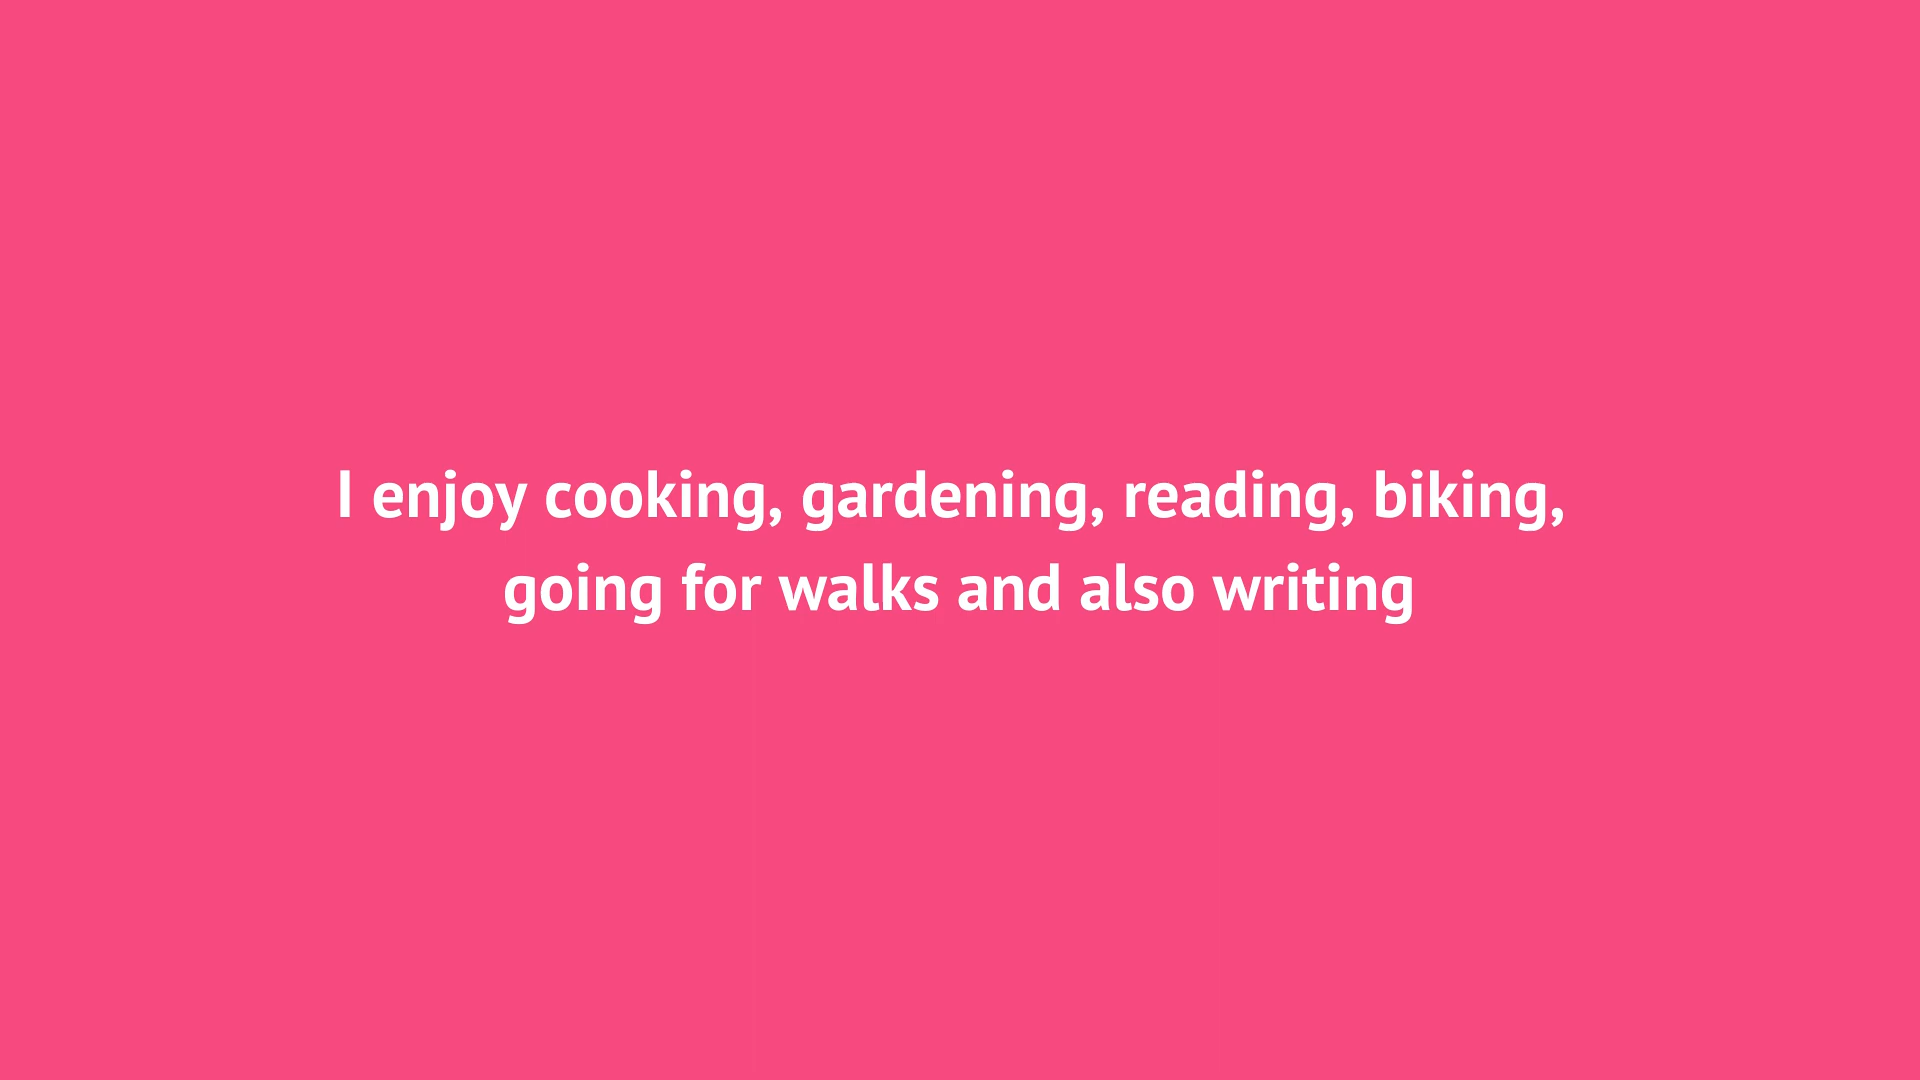 I enjoy cooking, gardening, reading, biking,
going for walks and also writing